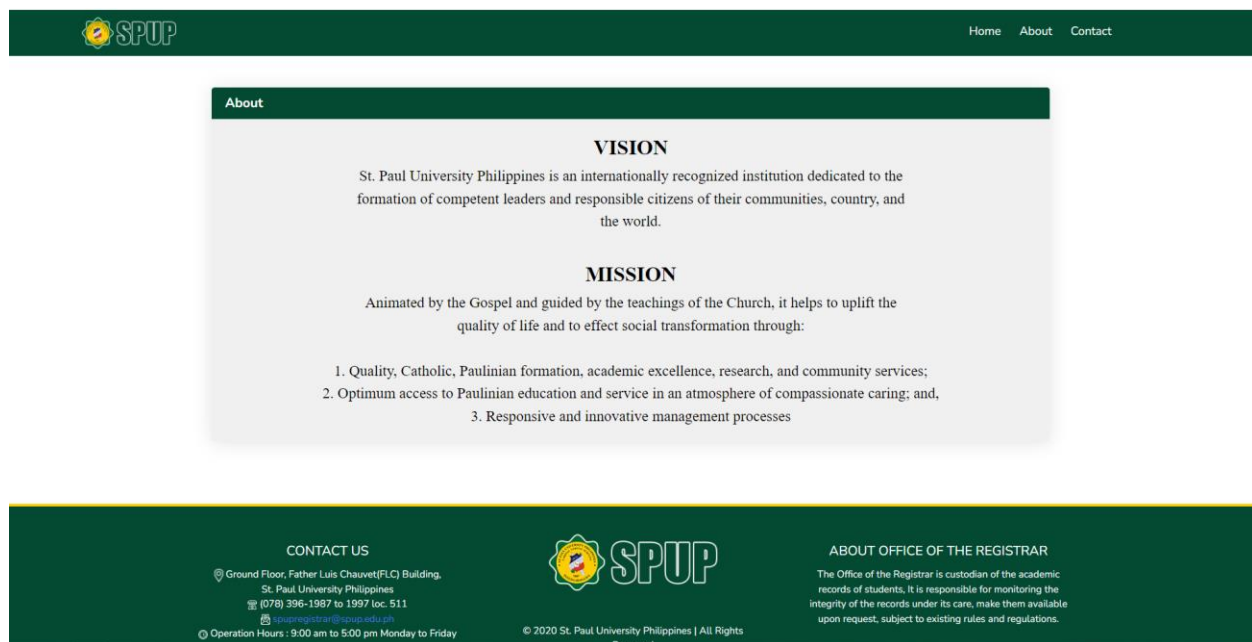 SPUP
Home About Contact
About
VISION
St. Paul University Philippines is an internationally recognized institution dedicated to the
formation of competent leaders and responsible citizens of their communities, country, and
the world.
MISSION
Animated by the Gospel and guided by the teachings of the Church, it helps to uplift the
quality of life and to effect social transformation through:
1. Quality, Catholic, Paulinian formation, academic excellence, research, and community services;
2. Optimum access to Paulinian education and service in an atmosphere of compassionate caring; and,
3. Responsive and innovative management processes
CONTACT US
Ground Floor, Father Luis Chauvet(FLC) Building,
St. Paul University Philippines
(078) 396-1987 to 1997 loc. 511
spupregistrar@spup.edu.ph
Operation Hours : 9:00 am to 5:00 pm Monday to Friday
SPUP
© 2020 St. Paul University Philippines | All Rights
ABOUT OFFICE OF THE REGISTRAR
The Office of the Registrar is custodian of the academic
records of students, It is responsible for monitoring the
integrity of the records under its care, make them available
upon request, subject to existing rules and regulations.